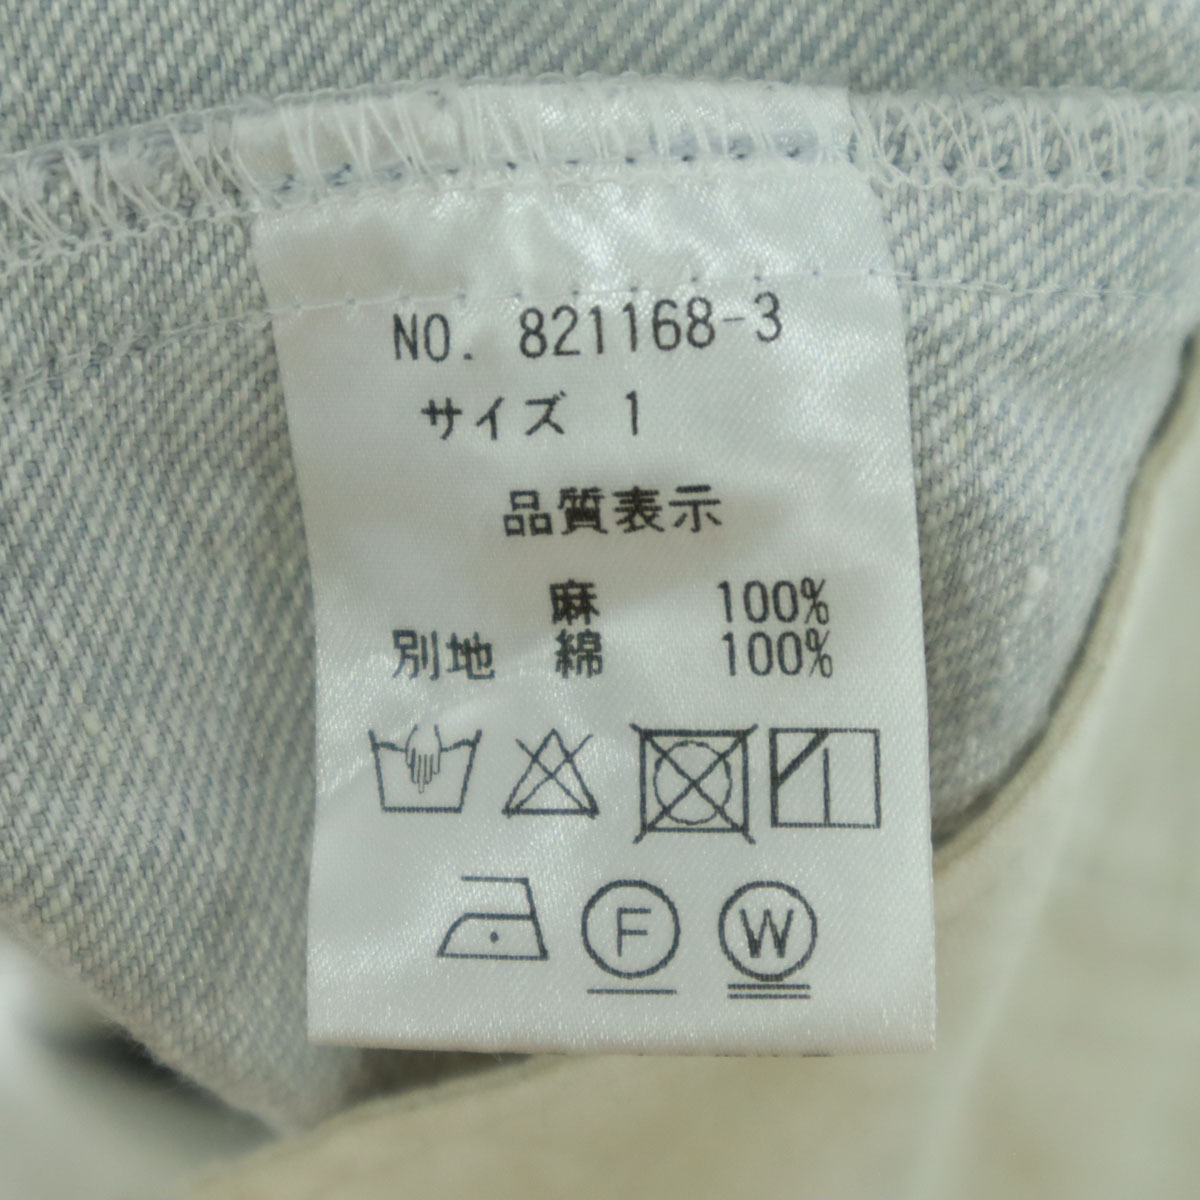 NO. 821168-3
サイズ 1
品質表示
麻 100%
別地 綿 100%
F W